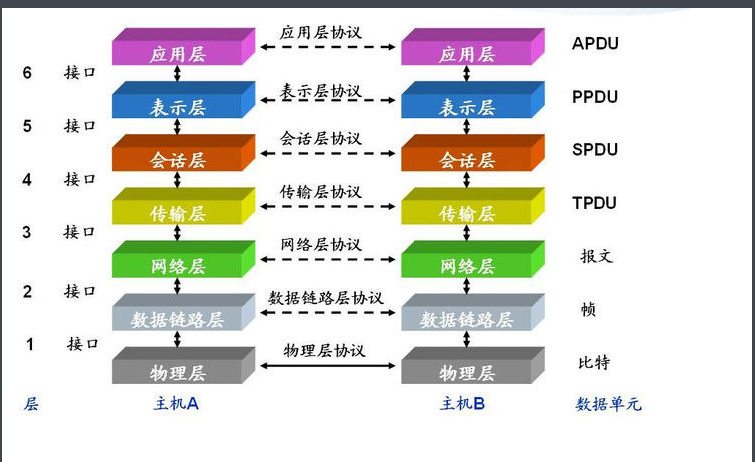 应用层 应用层协议 应用层 APDU
6 接口
表示层 表示层协议 表示层 PPDU
5 接口
会话层 会话层协议 会话层 SPDU
4 接口
传输层 传输层协议 传输层 TPDU
3 接口
网络层 网络层协议 网络层 报文
2 接口
数据链路层 数据链路层协议 数据链路层 帧
1 接口
物理层 物理层协议 物理层 比特
层 主机A 主机B 数据单元